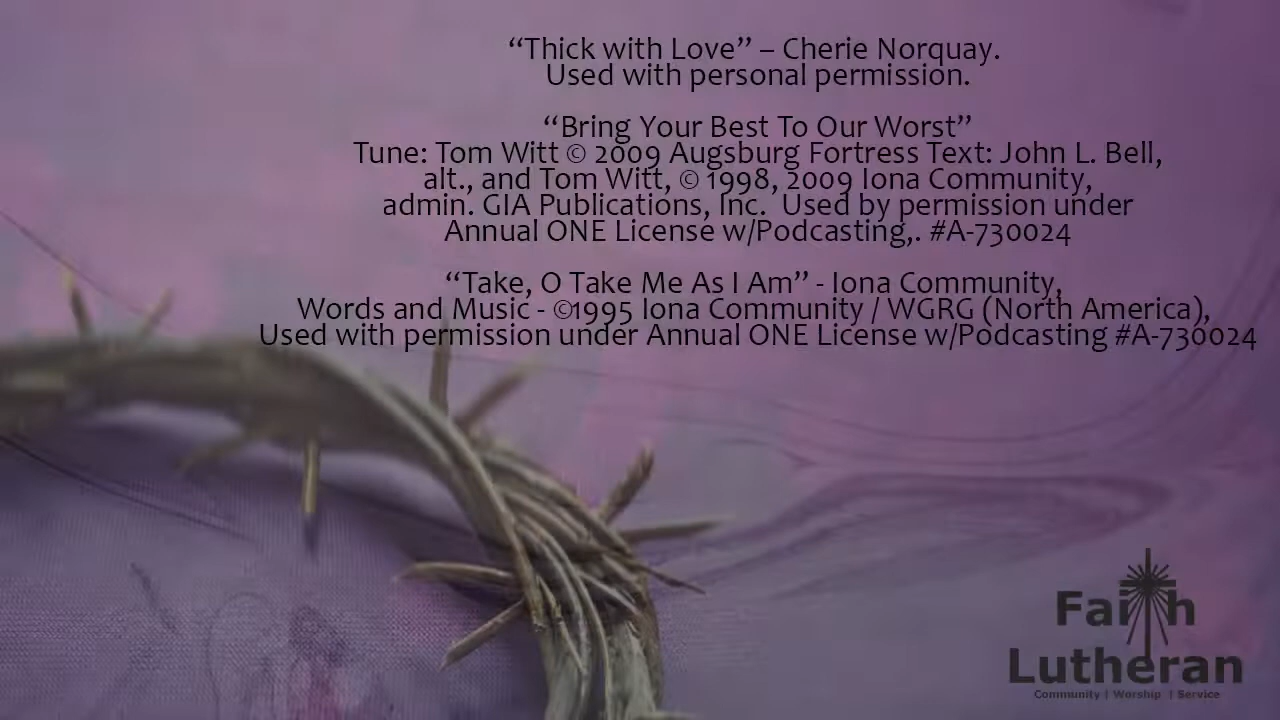 “Thick with Love” – Cherie Norquay.
Used with personal permission.
“Bring Your Best To Our Worst”
Tune: Tom Witt © 2009 Augsburg Fortress Text: John L. Bell,
alt., and Tom Witt, © 1998, 2009 Iona Community,
admin. GIA Publications, Inc.  Used by permission under
Annual ONE License w/Podcasting,. #A-730024
“Take, O Take Me As I Am” - Iona Community,
Words and Music - ©1995 Iona Community / WGRG (North America),
Used with permission under Annual ONE License w/Podcasting #A-730024
Faith
Lutheran
Community | Worship | Service